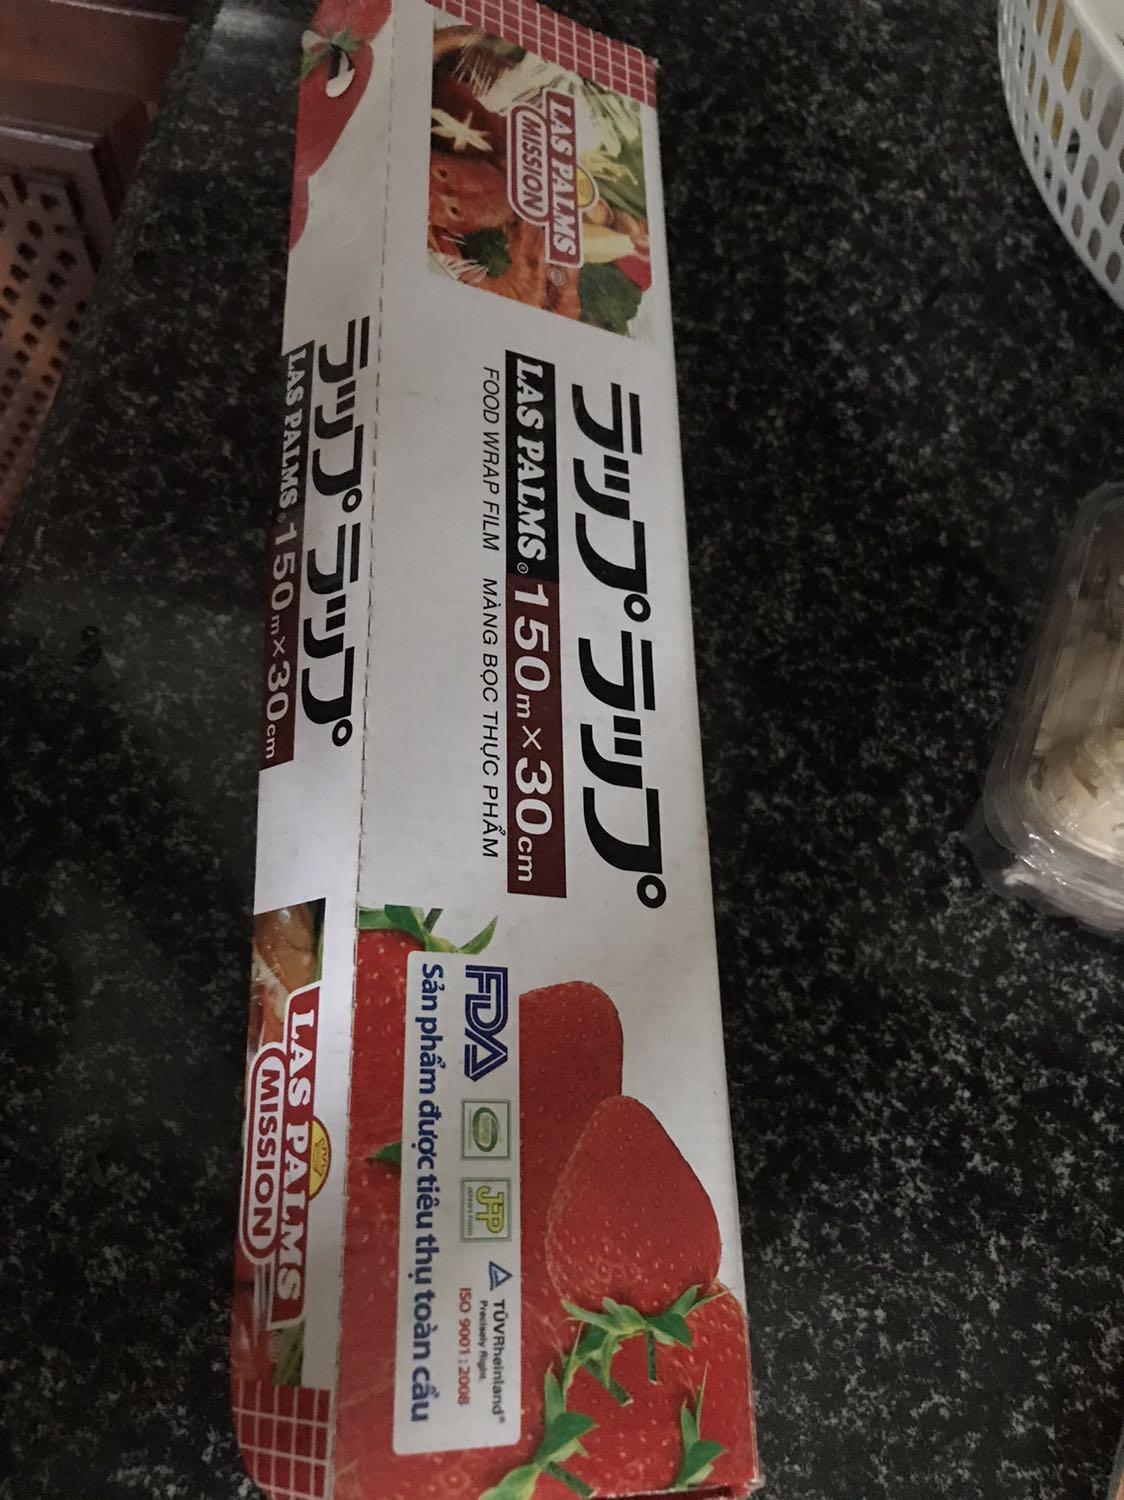 LAS PALMS
MISSION
ラップラップ
LAS PALMS® 150m×30cm
FOOD WRAP FILM MÀNG BỌC THỰC PHẨM
FDA
J+P
TÜVRheinland®
Precisely Right.
ISO 9001 : 2008
Sản phẩm được tiêu thụ toàn cầu
ラップラップ
LAS PALMS 150m×30cm
LAS PALMS
MISSION